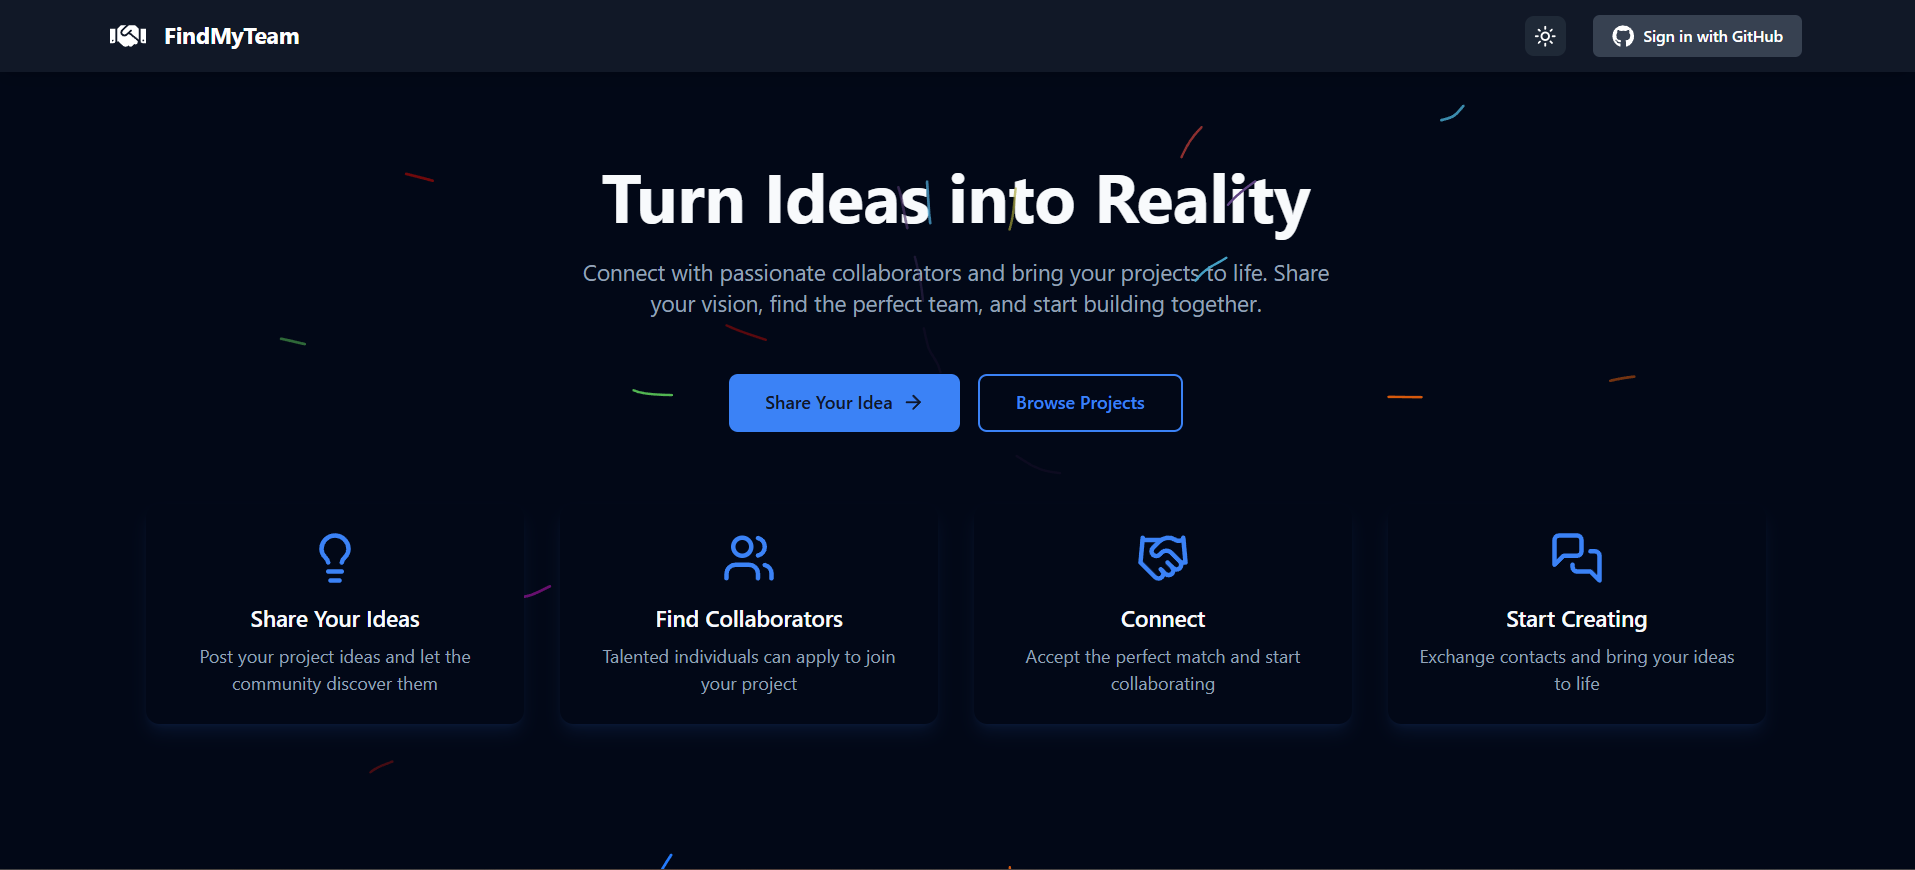 FindMyTeam
Sign in with GitHub
Turn Ideas into Reality
Connect with passionate collaborators and bring your projects to life. Share
your vision, find the perfect team, and start building together.
Share Your Idea
Browse Projects
Share Your Ideas
Post your project ideas and let the
community discover them
Find Collaborators
Talented individuals can apply to join
your project
Connect
Accept the perfect match and start
collaborating
Start Creating
Exchange contacts and bring your ideas
to life